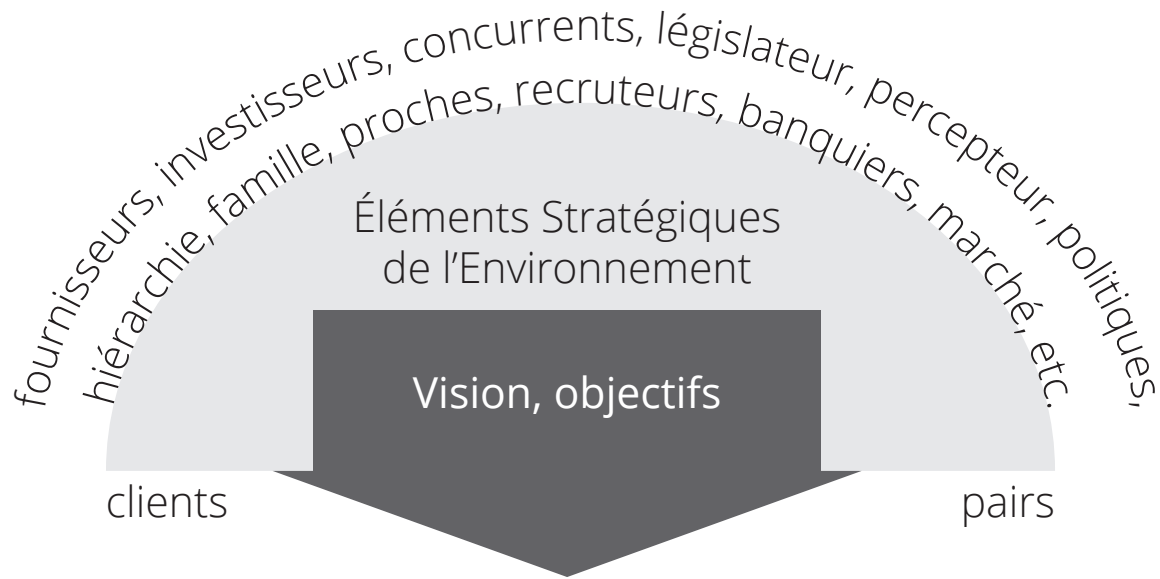 fournisseurs, investisseurs, concurrents, législateur, percepteur, politiques,
hiérarchie, famille, proches, recruteurs, banquiers, marché, etc.
Éléments Stratégiques
de l’Environnement
Vision, objectifs
clients
pairs